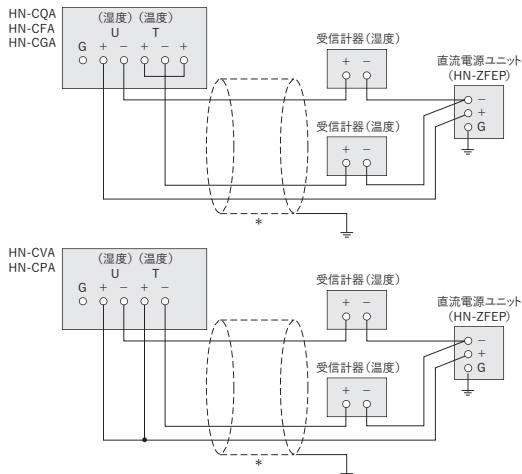 HN-CQA
HN-CFA
HN-CGA
(湿度)(温度)
U T
G + − + − +
受信計器(湿度)
+ −
直流電源ユニット
(HN-ZFEP)
−
+
G
受信計器(温度)
+ −
*
HN-CVA
HN-CPA
(湿度)(温度)
U T
G + − + −
受信計器(湿度)
+ −
直流電源ユニット
(HN-ZFEP)
−
+
G
受信計器(温度)
+ −
*